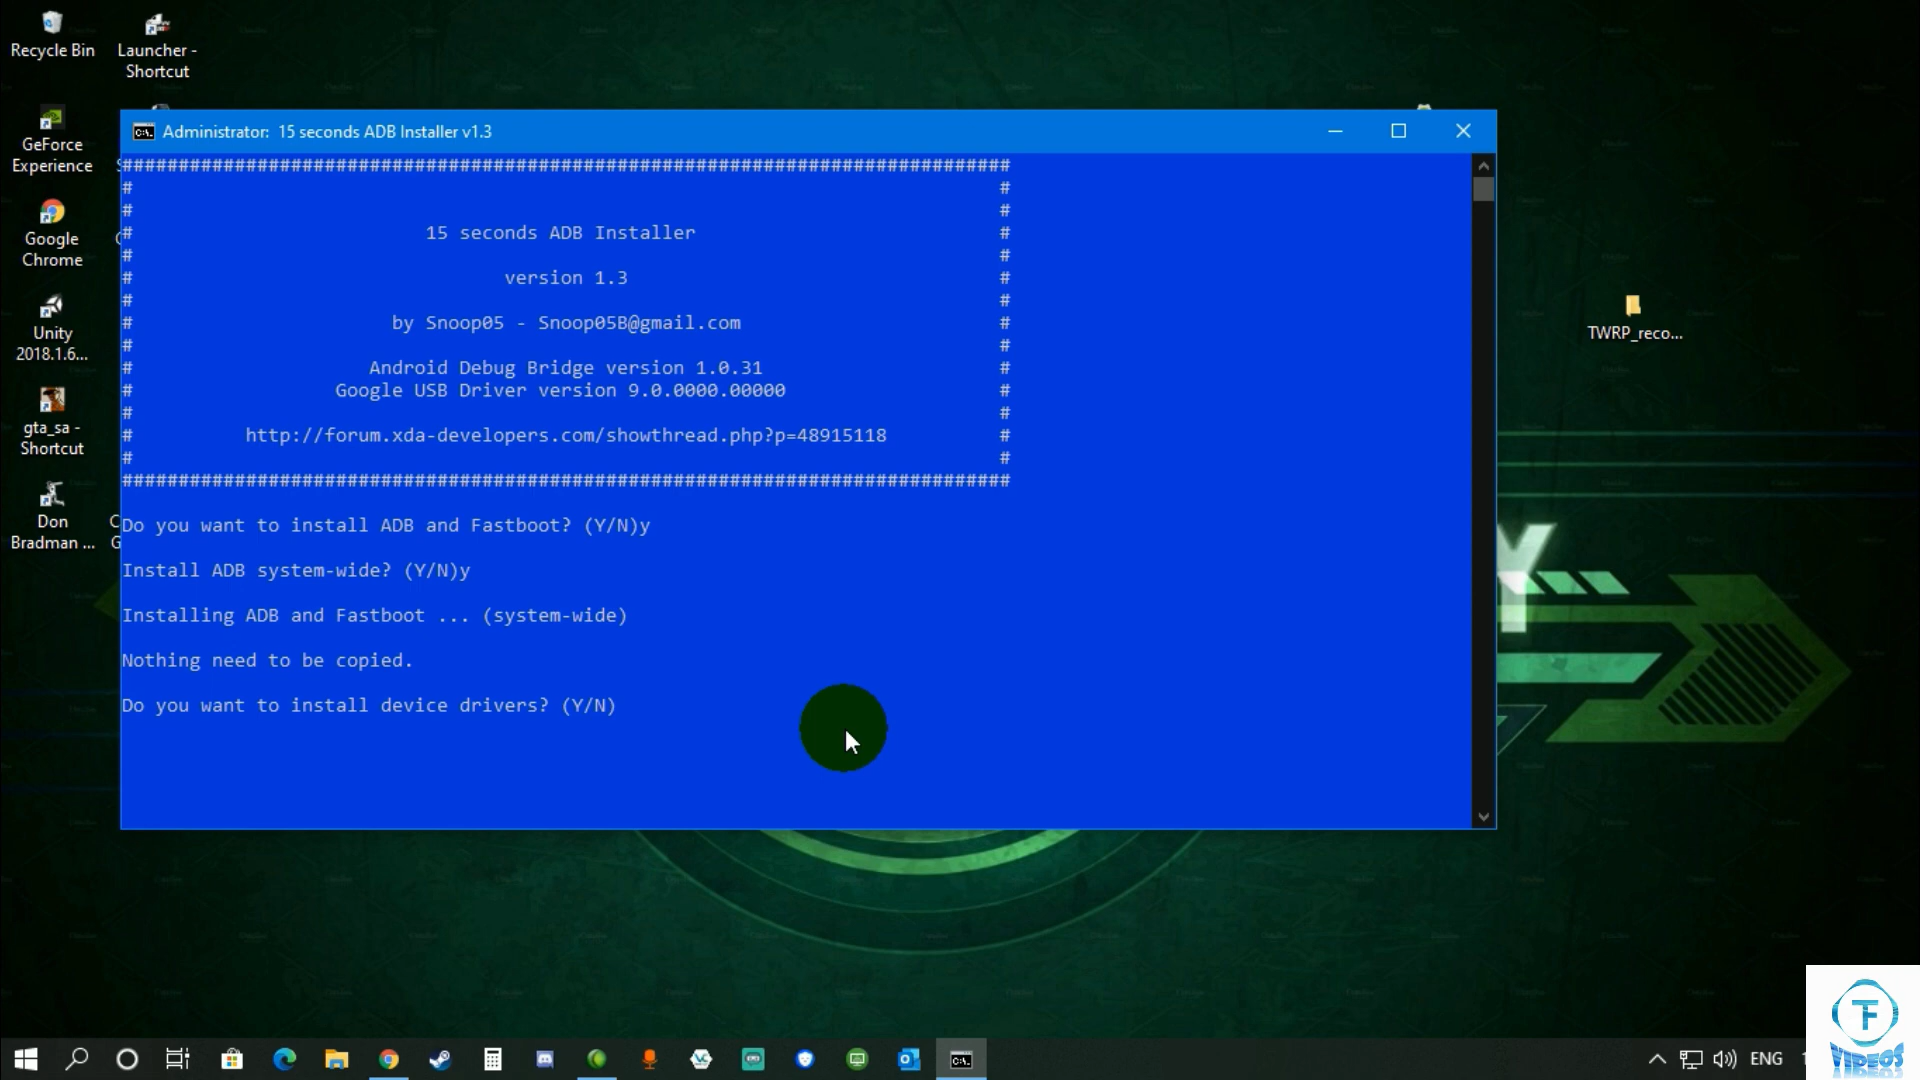 Recycle Bin
Launcher -
Shortcut
GeForce
Experience
Google
Chrome
Unity
2018.1.6...
gta_sa -
Shortcut
Don
Bradman ...
TWRP_reco...
Administrator:  15 seconds ADB Installer v1.3
###############################################################################
#                                                                             #
#                                                                             #
#                          15 seconds ADB Installer                           #
#                                                                             #
#                                 version 1.3                                 #
#                                                                             #
#                       by Snoop05 - Snoop05B@gmail.com                       #
#                                                                             #
#                     Android Debug Bridge version 1.0.31                     #
#                  Google USB Driver version 9.0.0000.00000                   #
#                                                                             #
#          http://forum.xda-developers.com/showthread.php?p=48915118          #
#                                                                             #
###############################################################################
Do you want to install ADB and Fastboot? (Y/N)y
Install ADB system-wide? (Y/N)y
Installing ADB and Fastboot ... (system-wide)
Nothing need to be copied.
Do you want to install device drivers? (Y/N)
Y
ENG
TF
VIDEOS